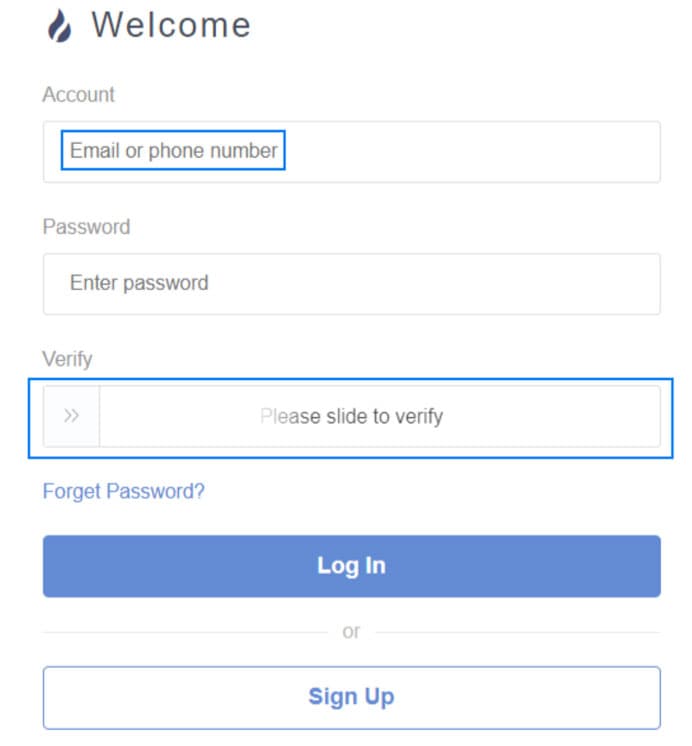 Welcome
Account
Email or phone number
Password
Enter password
Verify
Please slide to verify
Forget Password?
Log In
or
Sign Up